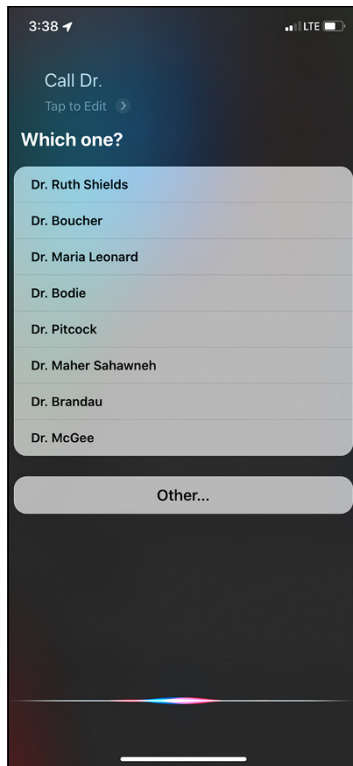 3:38
LTE
Call Dr.
Tap to Edit
Which one?
Dr. Ruth Shields
Dr. Boucher
Dr. Maria Leonard
Dr. Bodie
Dr. Pitcock
Dr. Maher Sahawneh
Dr. Brandau
Dr. McGee
Other...